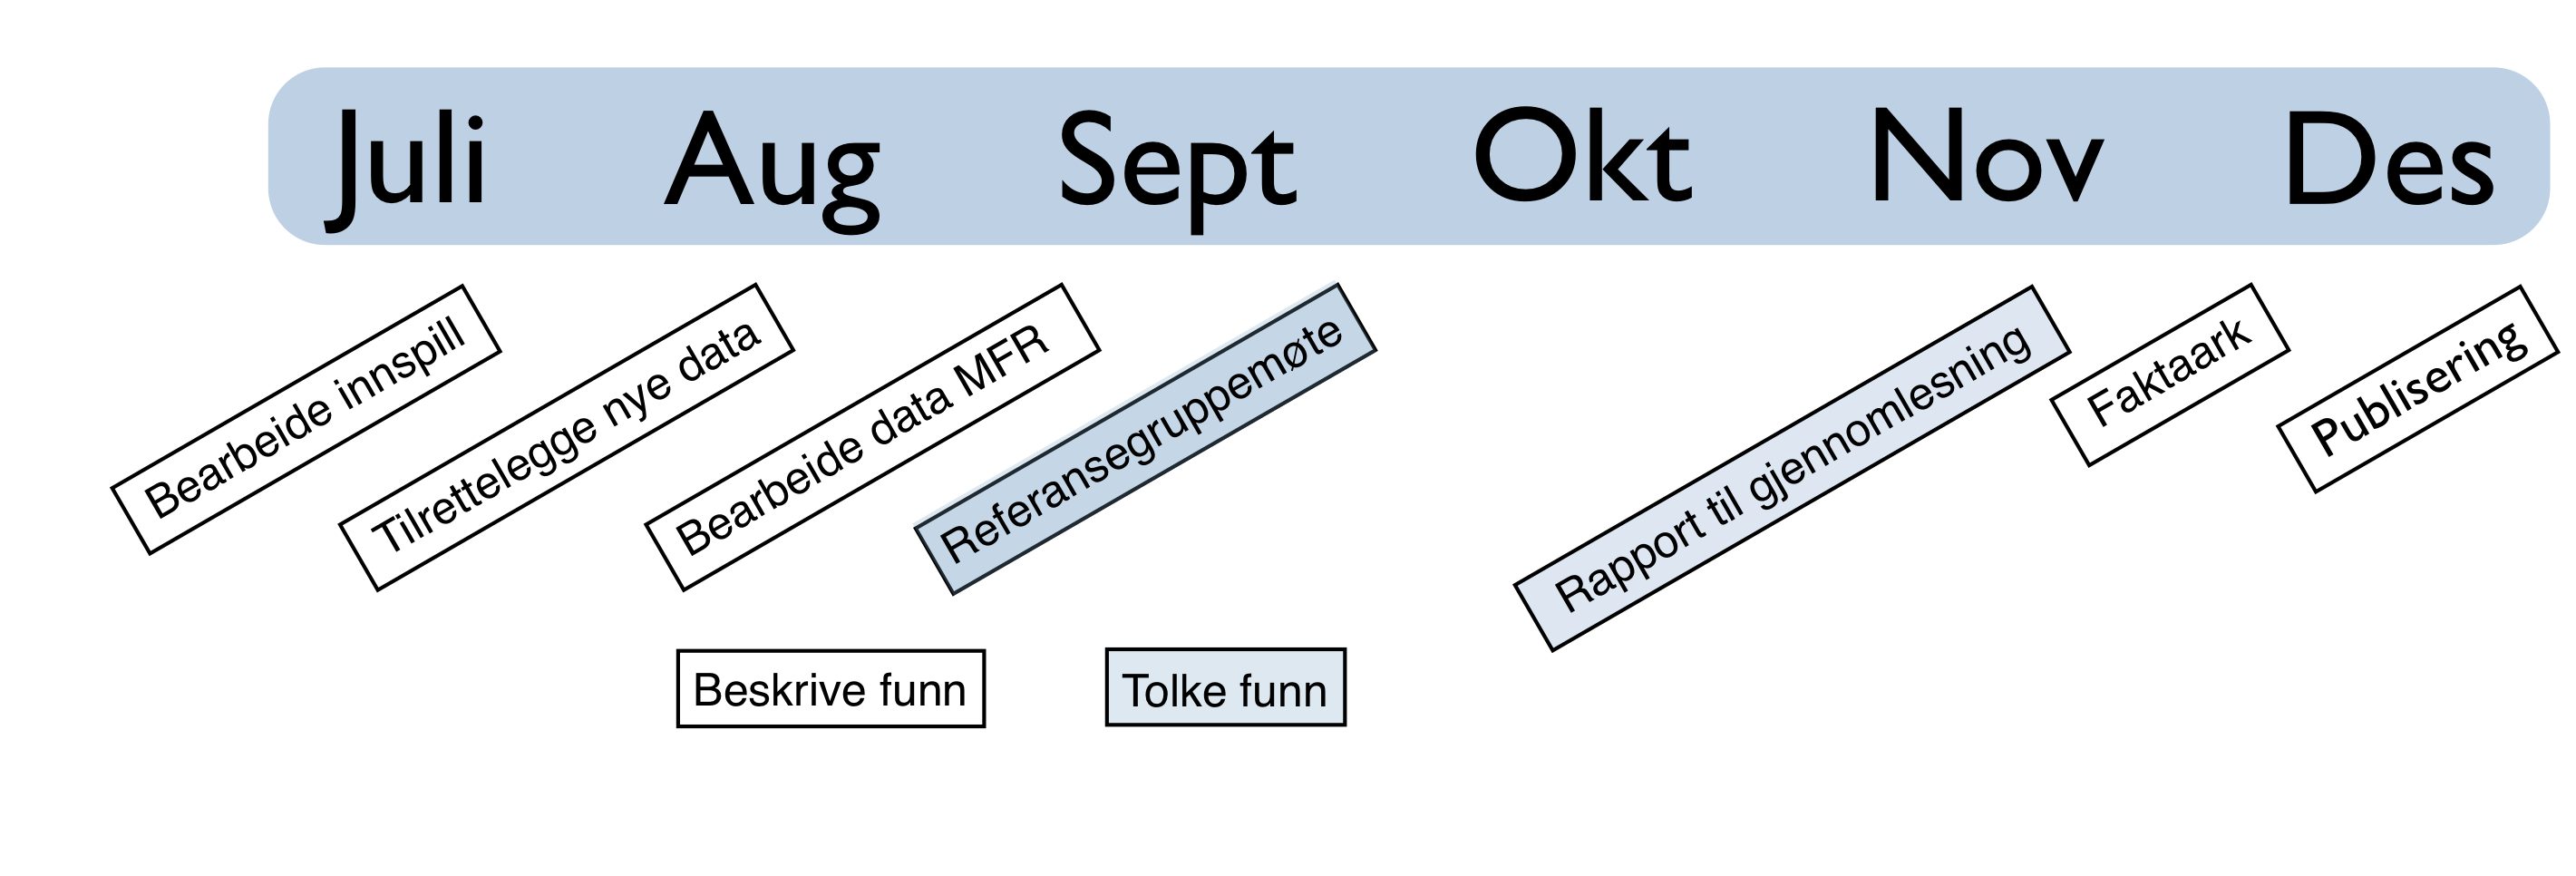 Juli Aug Sept Okt Nov Des
Bearbeide innspill
Tilrettelegge nye data
Bearbeide data MFR
Referansegruppemøte
Rapport til gjennomlesning
Faktaark
Publisering
Beskrive funn
Tolke funn